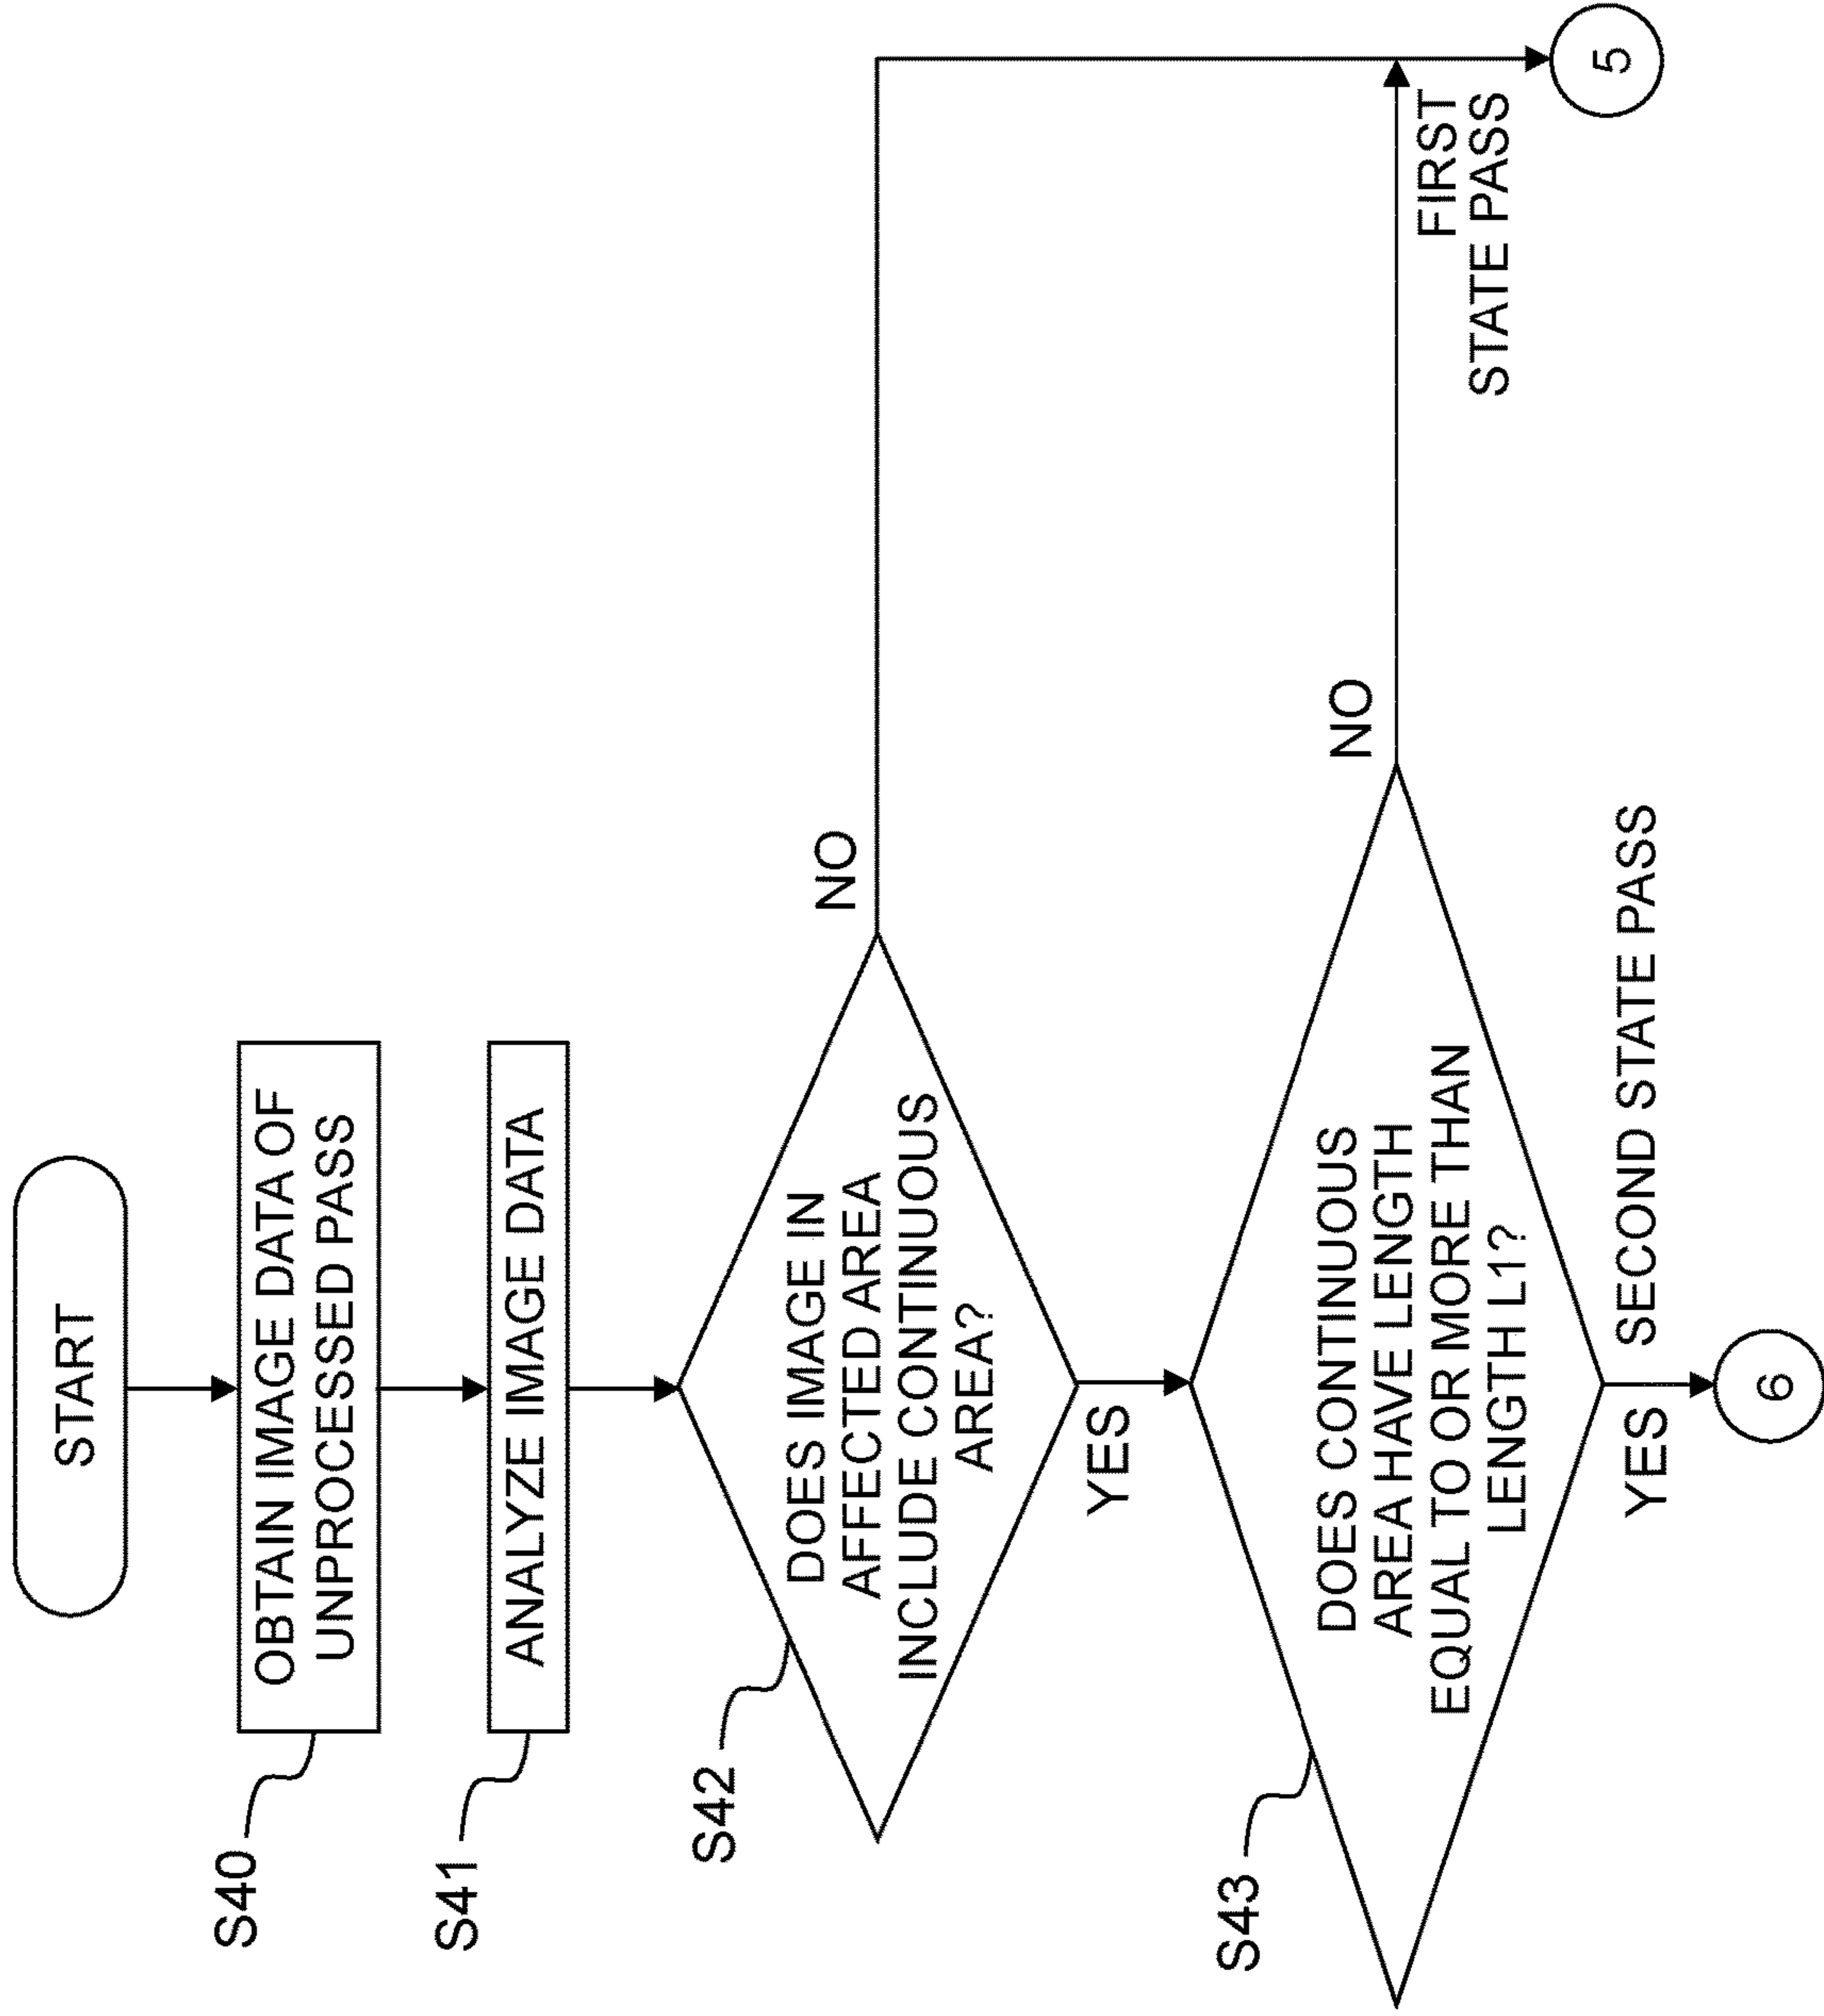 START
S40
OBTAIN IMAGE DATA OF
UNPROCESSED PASS
S41
ANALYZE IMAGE DATA
S42
DOES IMAGE IN
AFFECTED AREA
INCLUDE CONTINUOUS
AREA?
NO
YES
S43
DOES CONTINUOUS
AREA HAVE LENGTH
EQUAL TO OR MORE THAN
LENGTH L1?
NO
FIRST
STATE PASS
YES
SECOND STATE PASS
5
6